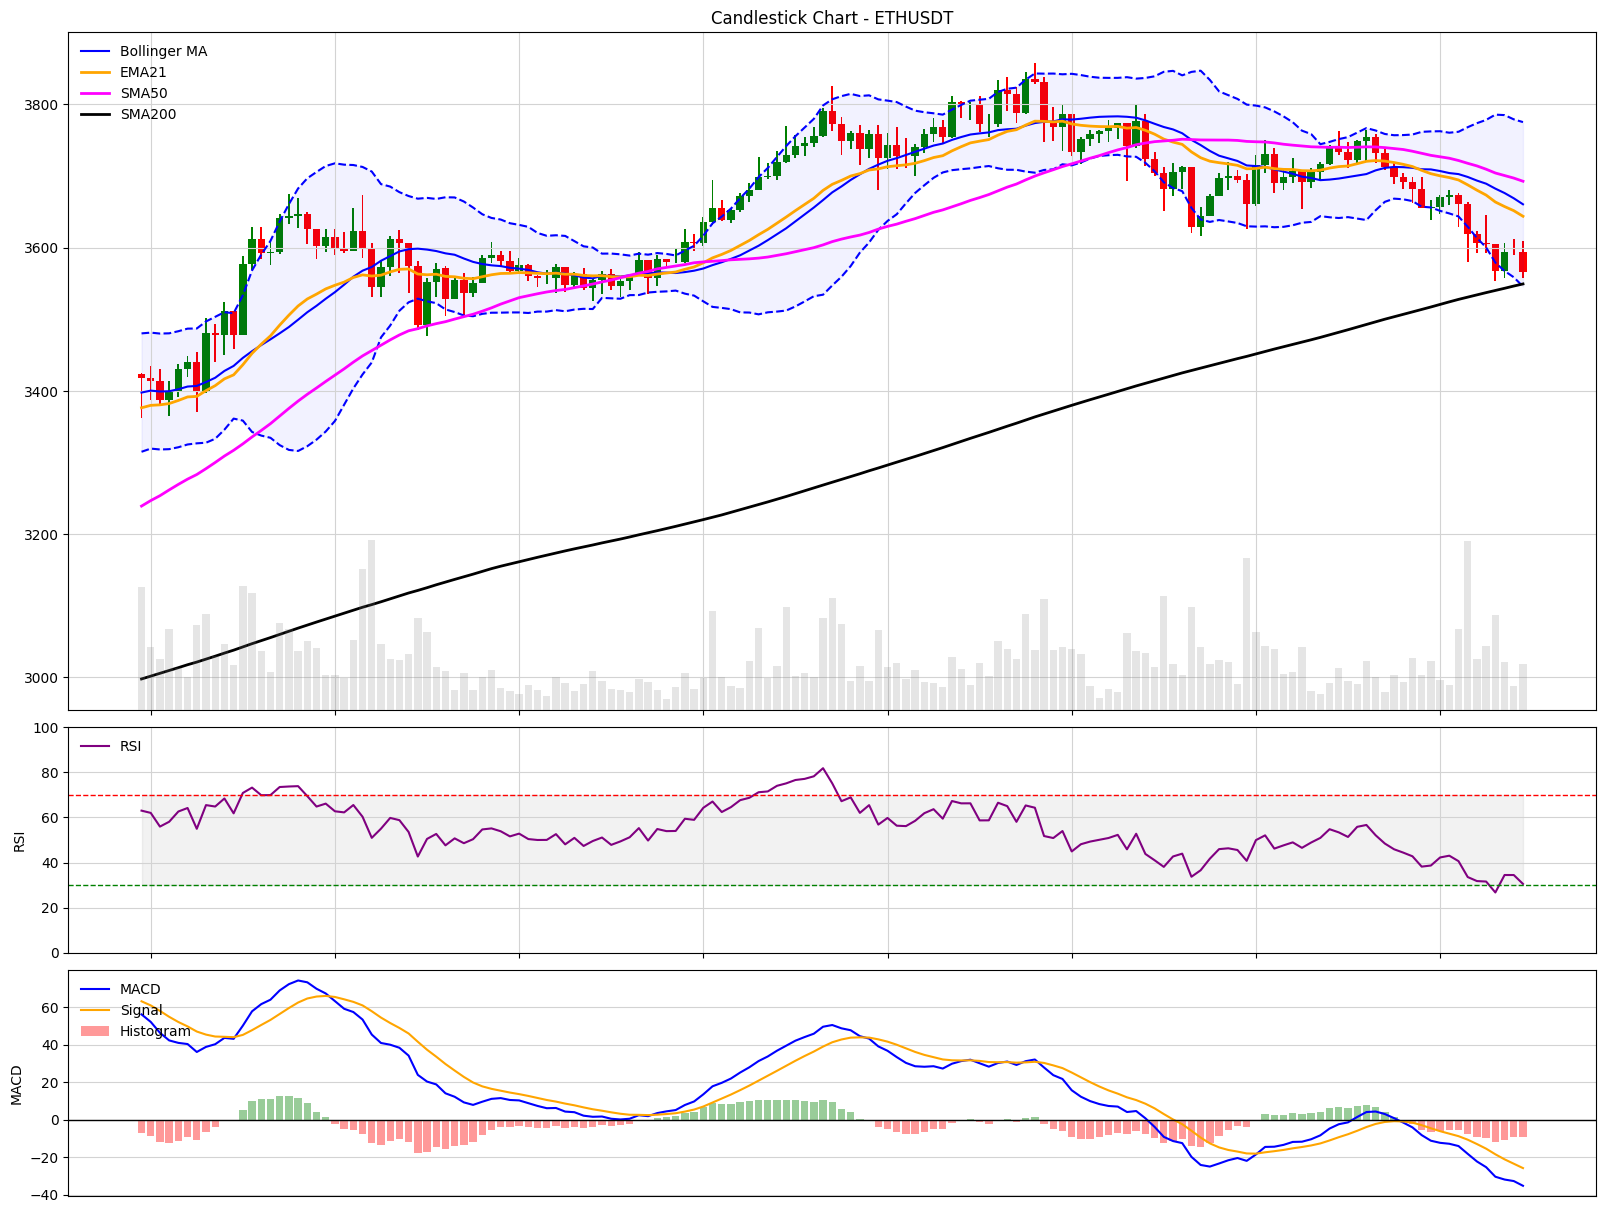 Candlestick Chart - ETHUSDT
Bollinger MA
EMA21
SMA50
SMA200
3800
3600
3400
3200
3000
100
80
60
40
20
0
RSI
RSI
60
40
20
0
−20
−40
MACD
MACD
Signal
Histogram